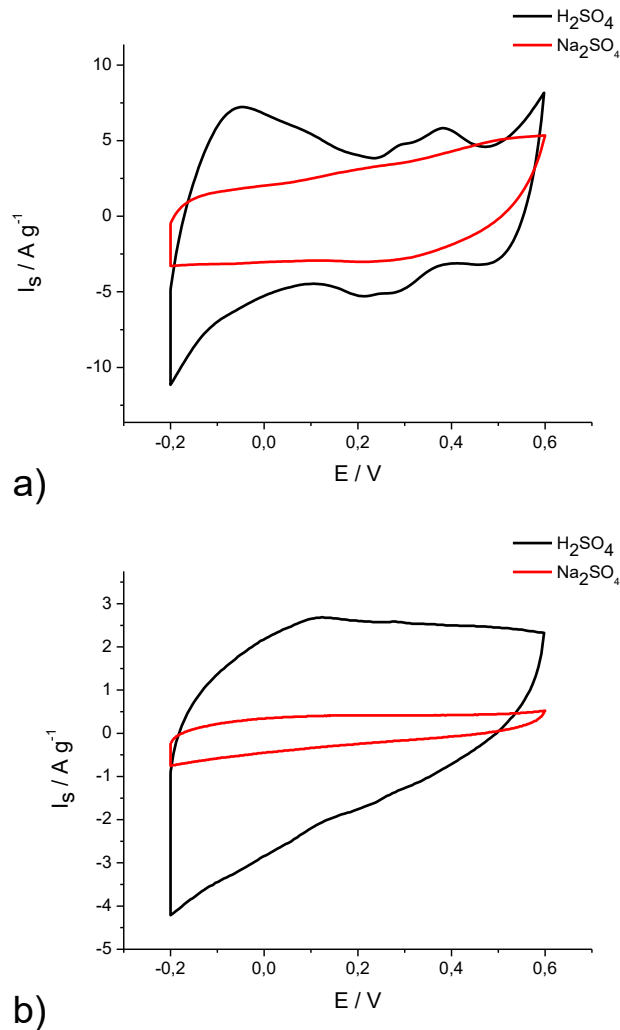 H₂SO₄
Na₂SO₄
10
5
0
-5
-10
Iₛ / A g⁻¹
-0,2 0,0 0,2 0,4 0,6
E / V
a)
H₂SO₄
Na₂SO₄
3
2
1
0
-1
-2
-3
-4
-5
Iₛ / A g⁻¹
-0,2 0,0 0,2 0,4 0,6
E / V
b)